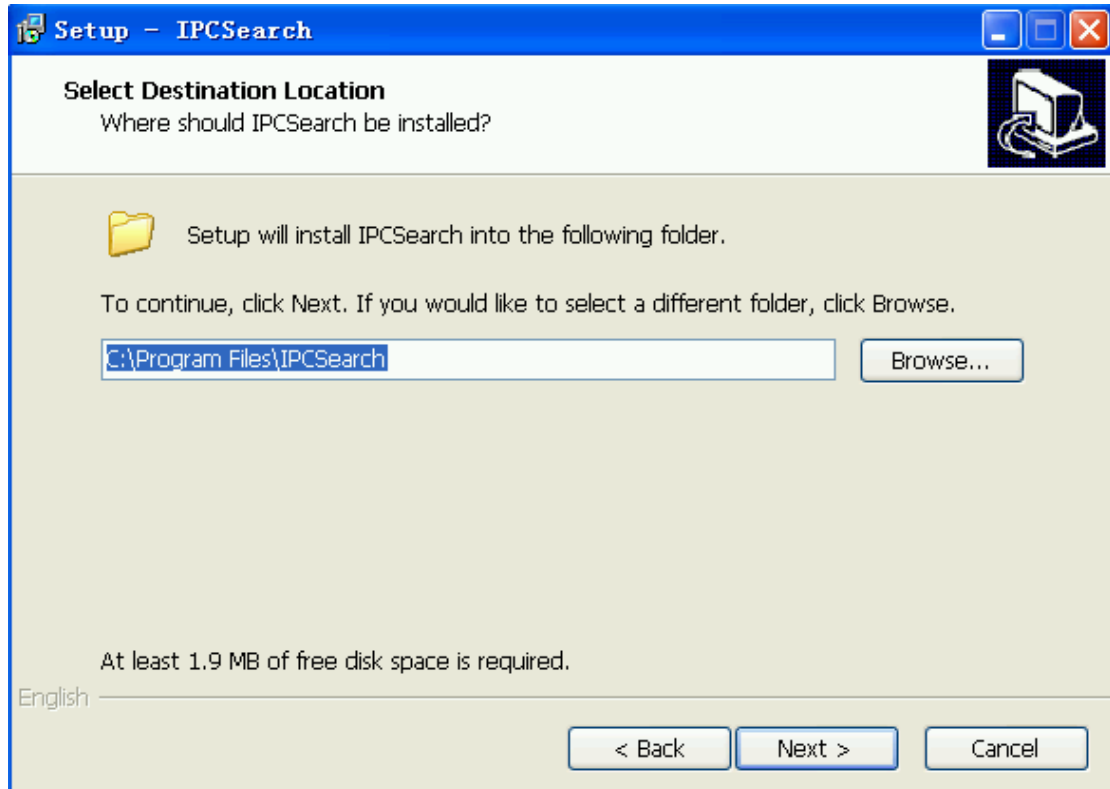 Setup - IPCSearch
Select Destination Location
Where should IPCSearch be installed?
Setup will install IPCSearch into the following folder.
To continue, click Next. If you would like to select a different folder, click Browse.
C:\Program Files\IPCSearch
Browse...
At least 1.9 MB of free disk space is required.
English
< Back
Next >
Cancel